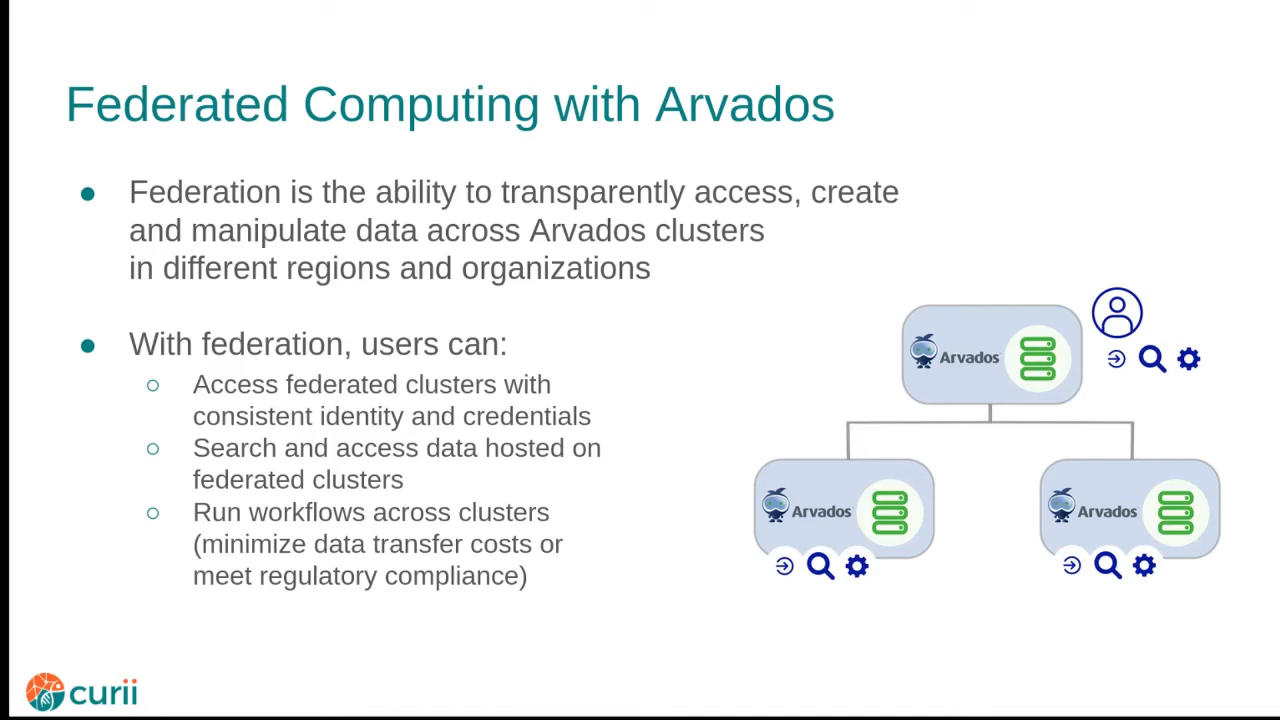 Federated Computing with Arvados
● Federation is the ability to transparently access, create
and manipulate data across Arvados clusters
in different regions and organizations
● With federation, users can:
○ Access federated clusters with
consistent identity and credentials
○ Search and access data hosted on
federated clusters
○ Run workflows across clusters
(minimize data transfer costs or
meet regulatory compliance)
Arvados
Arvados
Arvados
curii